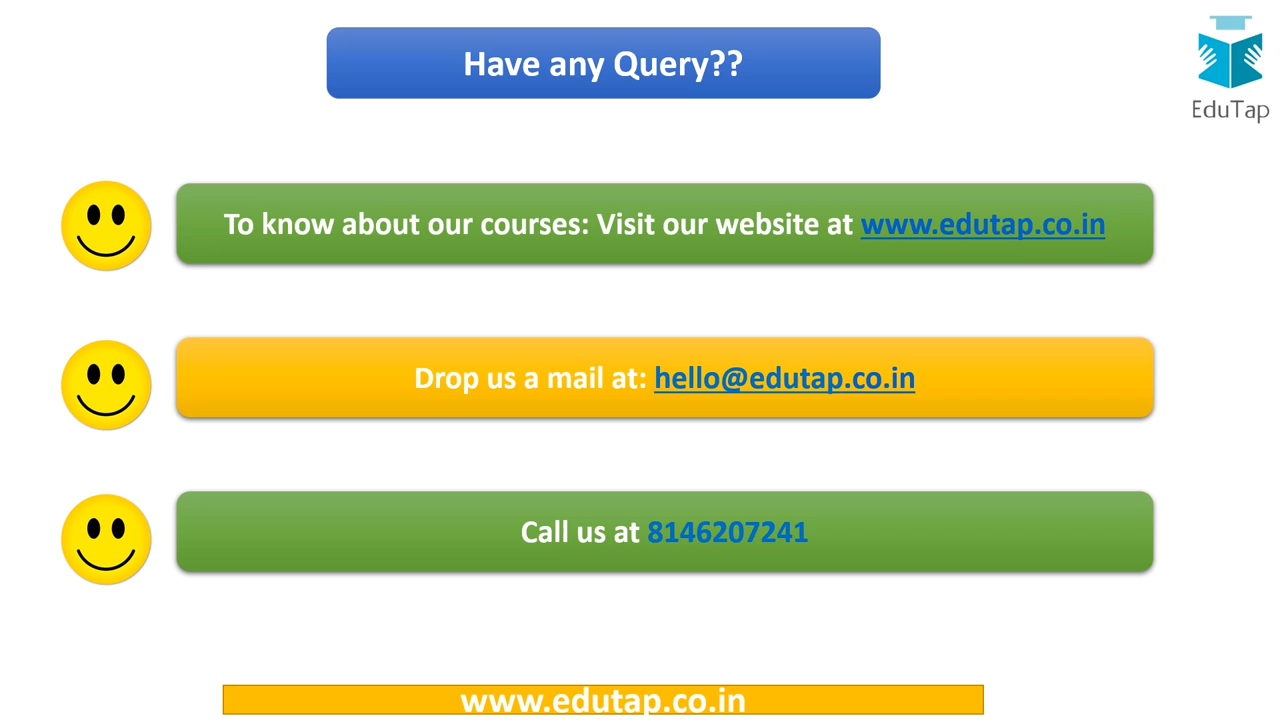 Have any Query??
EduTap
To know about our courses: Visit our website at www.edutap.co.in
Drop us a mail at: hello@edutap.co.in
Call us at 8146207241
www.edutap.co.in